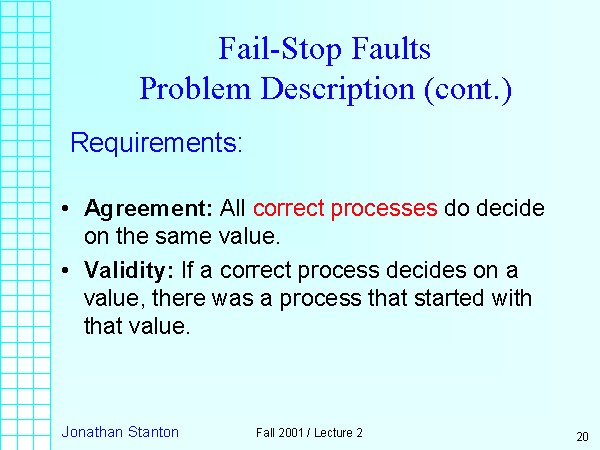 Fail-Stop Faults
Problem Description (cont.)
Requirements:
• Agreement: All correct processes do decide
on the same value.
• Validity: If a correct process decides on a
value, there was a process that started with
that value.
Jonathan Stanton
Fall 2001 / Lecture 2
20